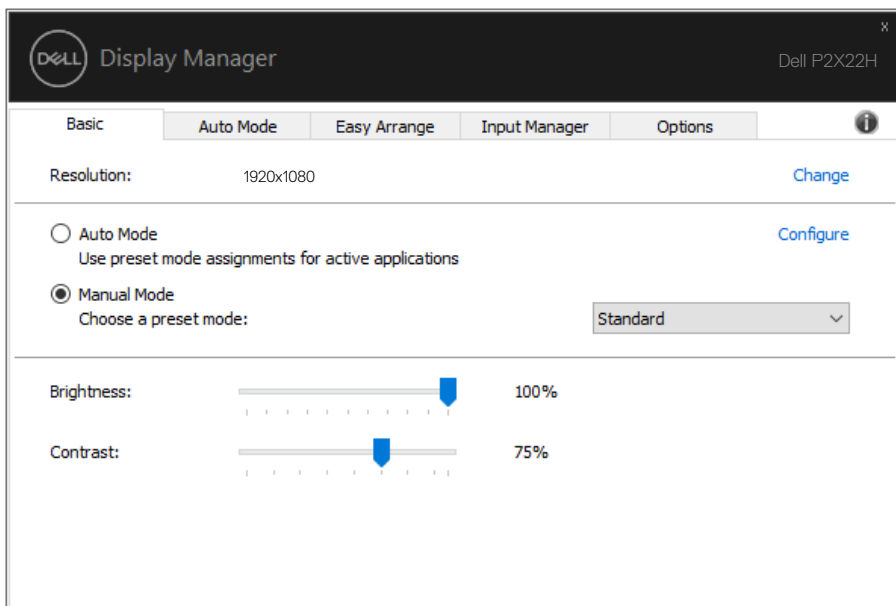 DELL Display Manager
x
Dell P2X22H
Basic Auto Mode Easy Arrange Input Manager Options i
Resolution: 1920x1080 Change
Auto Mode Configure
Use preset mode assignments for active applications
Manual Mode
Choose a preset mode: Standard
Brightness: 100%
Contrast: 75%